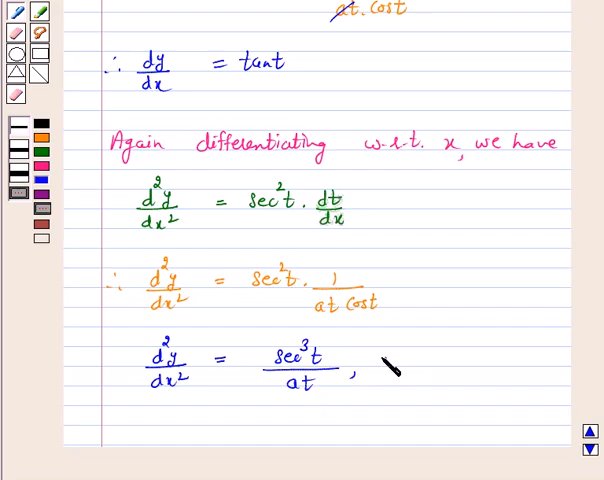 at. cost
∴ dy/dx = tant
Again differentiating w.r.t. x, we have
d²y/dx² = sec²t. dt/dx
∴ d²y/dx² = sec²t. 1/at cost
d²y/dx² = sec³t/at,